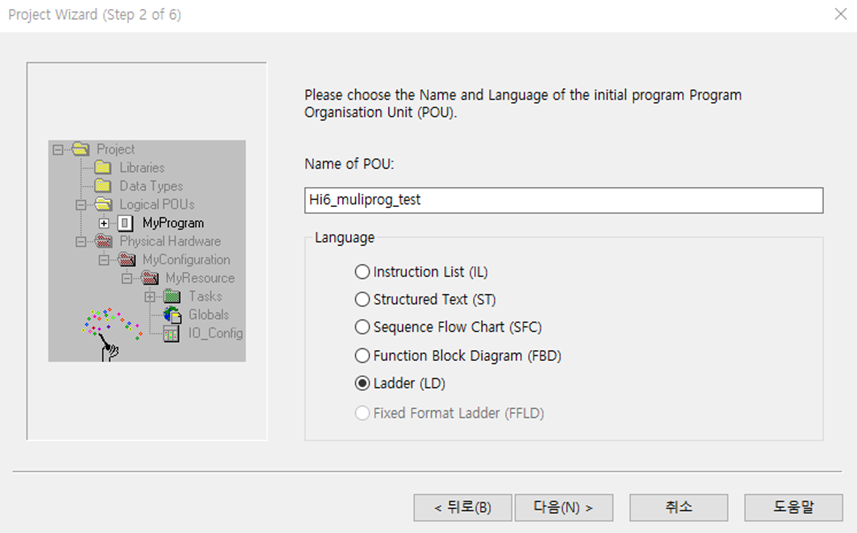 Project Wizard (Step 2 of 6)
Project
Libraries
Data Types
Logical POUs
MyProgram
Physical Hardware
MyConfiguration
MyResource
Tasks
Globals
IO_Config
Please choose the Name and Language of the initial program Program
Organisation Unit (POU).
Name of POU:
Hi6_muliprog_test
Language
Instruction List (IL)
Structured Text (ST)
Sequence Flow Chart (SFC)
Function Block Diagram (FBD)
Ladder (LD)
Fixed Format Ladder (FFLD)
< 뒤로(B)
다음(N) >
취소
도움말